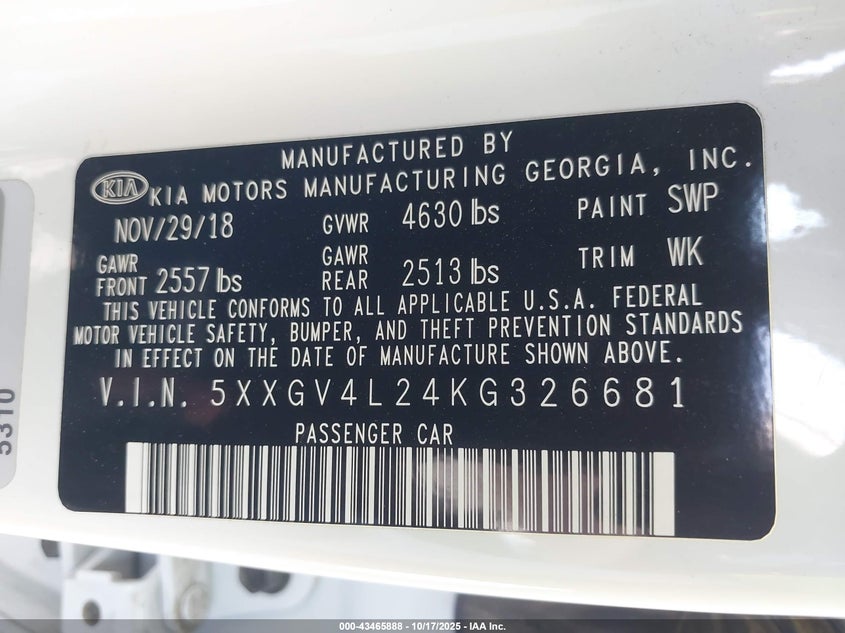 MANUFACTURED BY
KIA KIA MOTORS MANUFACTURING GEORGIA, INC.
NOV/29/18 GVWR 4630 lbs PAINT SWP
GAWR FRONT 2557 lbs GAWR REAR 2513 lbs TRIM WK
THIS VEHICLE CONFORMS TO ALL APPLICABLE U.S.A. FEDERAL
MOTOR VEHICLE SAFETY, BUMPER, AND THEFT PREVENTION STANDARDS
IN EFFECT ON THE DATE OF MANUFACTURE SHOWN ABOVE.
V.I.N. 5XXGV4L24KG326681
PASSENGER CAR
5310
000-43465888 - 10/17/2025 - IAA Inc.